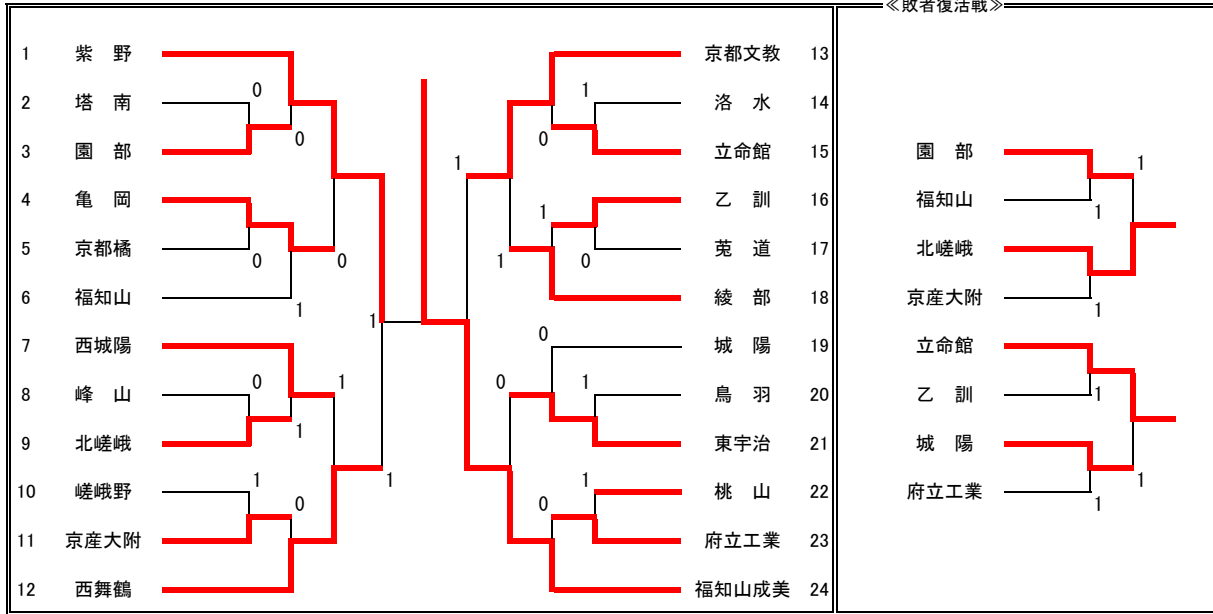 ≪敗者復活戦≫
1 紫 野
2 塔 南
3 園 部
4 亀 岡
5 京都橘
6 福知山
7 西城陽
8 峰 山
9 北嵯峨
10 嵯峨野
11 京産大附
12 西舞鶴
0
0
0
0
1
1
0
1
1
1
0
1
京都文教 13
洛 水 14
立命館 15
乙 訓 16
莵 道 17
綾 部 18
城 陽 19
鳥 羽 20
東宇治 21
桃 山 22
府立工業 23
福知山成美 24
1
1
0
1
1
0
0
0
1
1
0
園 部
福知山
北嵯峨
京産大附
立命館
乙 訓
城 陽
府立工業
1
1
1
1
1
1